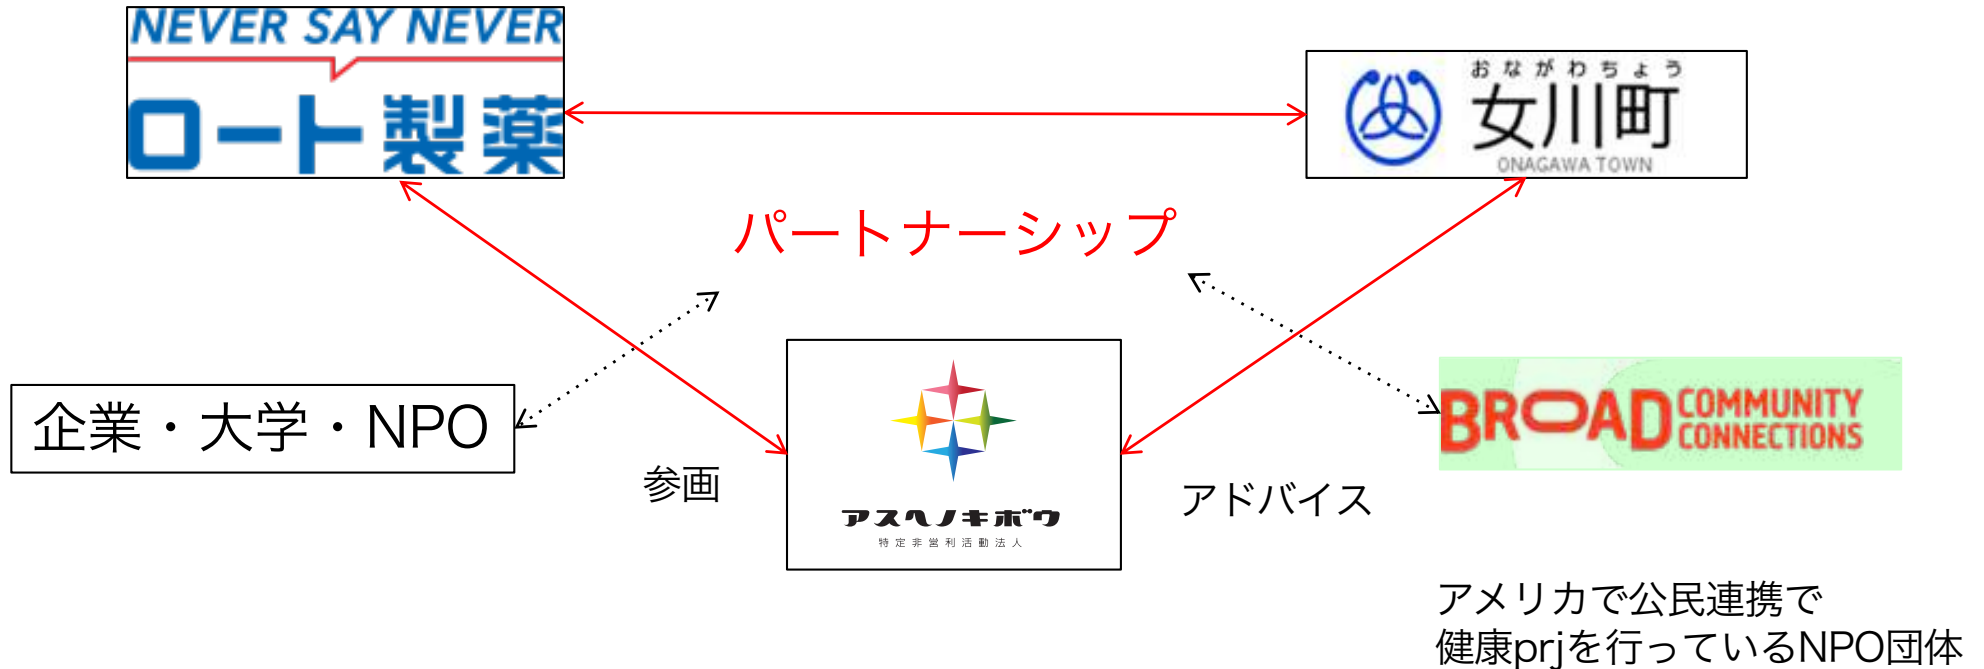 NEVER SAY NEVER
ロート製薬
おながわちょう
女川町
ONAGAWA TOWN
パートナーシップ
企業・大学・NPO
BROAD COMMUNITY CONNECTIONS
参画
アスヘノキボウ
特定非営利活動法人
アドバイス
アメリカで公民連携で
健康prjを行っているNPO団体